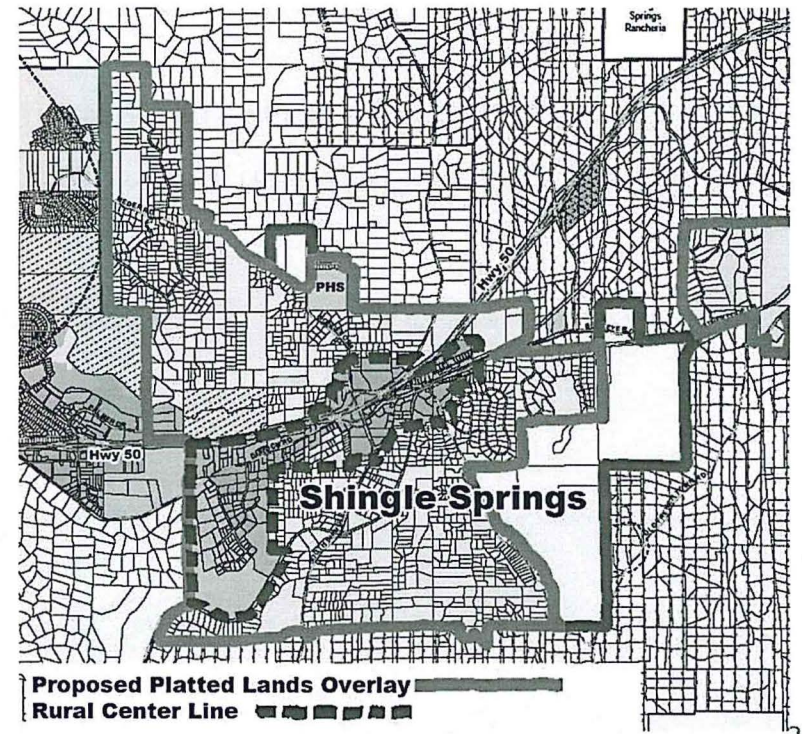 Springs
Rancheria
Hwy 50
PHS
Hwy 50
Shingle Springs
Proposed Platted Lands Overlay
Rural Center Line